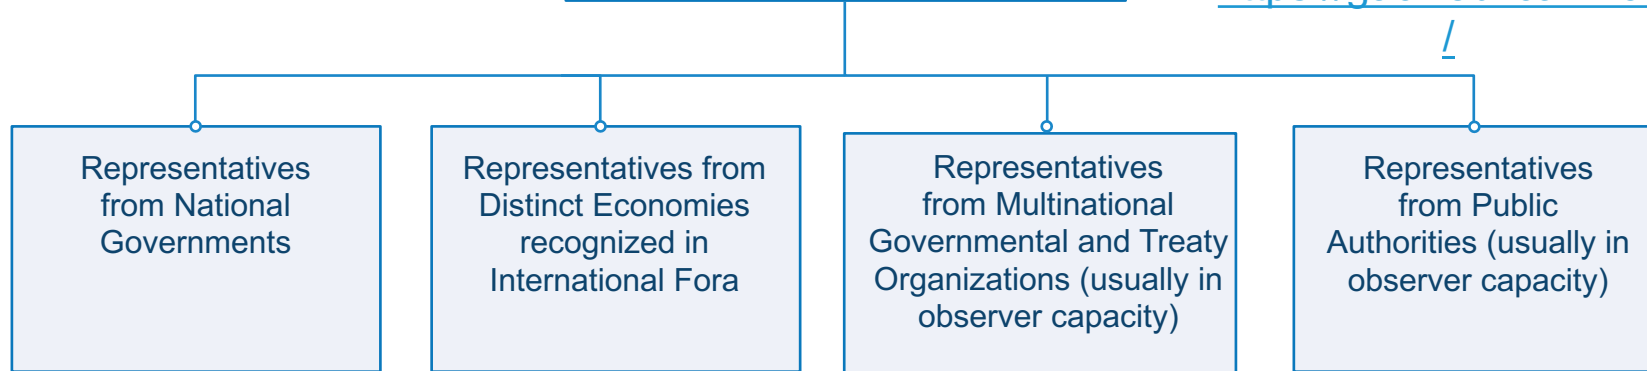 /
Representatives
from National
Governments
Representatives from
Distinct Economies
recognized in
International Fora
Representatives
from Multinational
Governmental and Treaty
Organizations (usually in
observer capacity)
Representatives
from Public
Authorities (usually in
observer capacity)